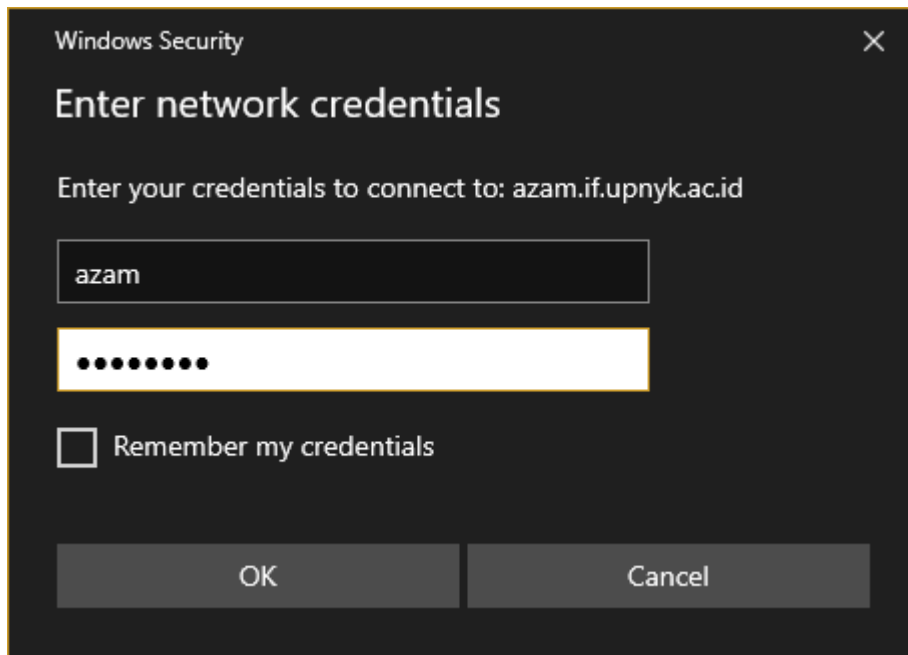 Windows Security
Enter network credentials
Enter your credentials to connect to: azam.if.upnyk.ac.id
azam
••••••••
Remember my credentials
OK Cancel